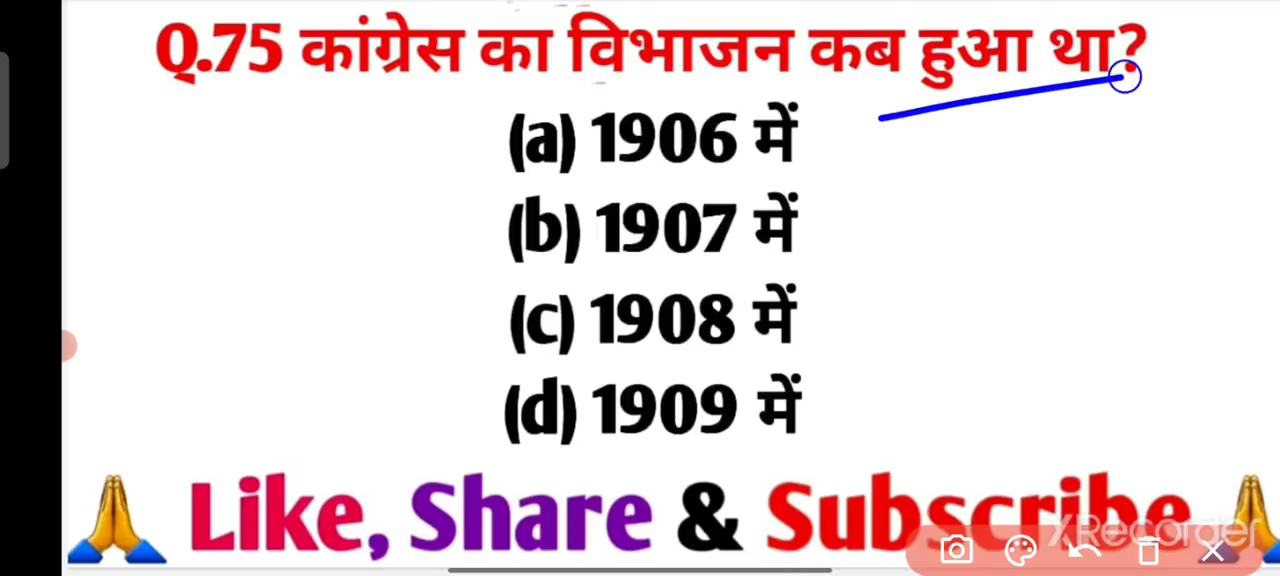 Q.75 कांग्रेस का विभाजन कब हुआ था?
(a) 1906 में
(b) 1907 में
(c) 1908 में
(d) 1909 में
🙏 Like, Share & Subscribe 🙏
XRecorder